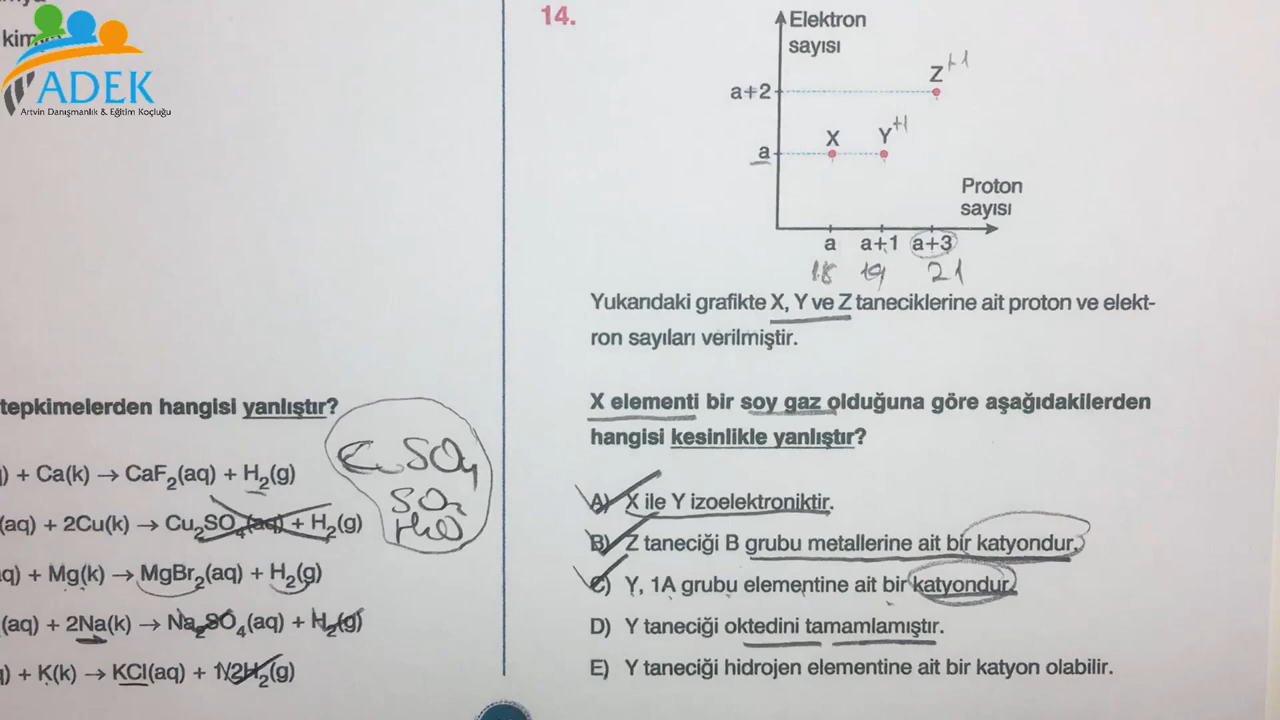 kim
ADEK
Artvin Danışmanlık & Eğitim Koçluğu
tepkimelerden hangisi yanlıştır?
) + Ca(k) → CaF₂(aq) + H₂(g)
(aq) + 2Cu(k) → Cu₂SO₄(aq) + H₂(g)
q) + Mg(k) → MgBr₂(aq) + H₂(g)
(aq) + 2Na(k) → Na₂SO₄(aq) + H₂(g)
) + K(k) → KCl(aq) + 1/2H₂(g)
CuSO₄
SO₂
H₂O
14.
Elektron
sayısı
Z +1
a+2
X Y +1
a
Proton
sayısı
a a+1 a+3
18 19 21
Yukarıdaki grafikte X, Y ve Z taneciklerine ait proton ve elekt-
ron sayıları verilmiştir.
X elementi bir soy gaz olduğuna göre aşağıdakilerden
hangisi kesinlikle yanlıştır?
A) X ile Y izoelektroniktir.
B) Z taneciği B grubu metallerine ait bir katyondur.
C) Y, 1A grubu elementine ait bir katyondur.
D) Y taneciği oktedini tamamlamıştır.
E) Y taneciği hidrojen elementine ait bir katyon olabilir.